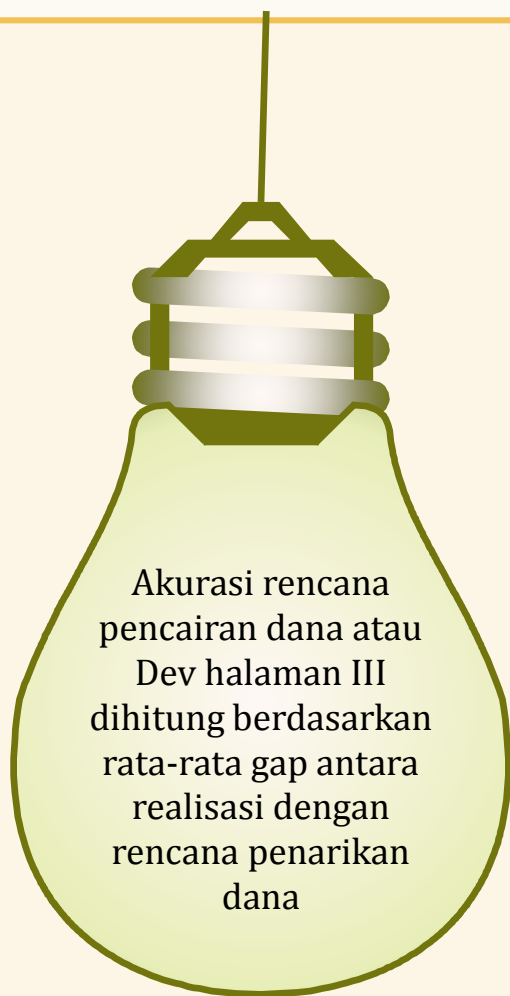 Akurasi rencana
pencairan dana atau
Dev halaman III
dihitung berdasarkan
rata-rata gap antara
realisasi dengan
rencana penarikan
dana